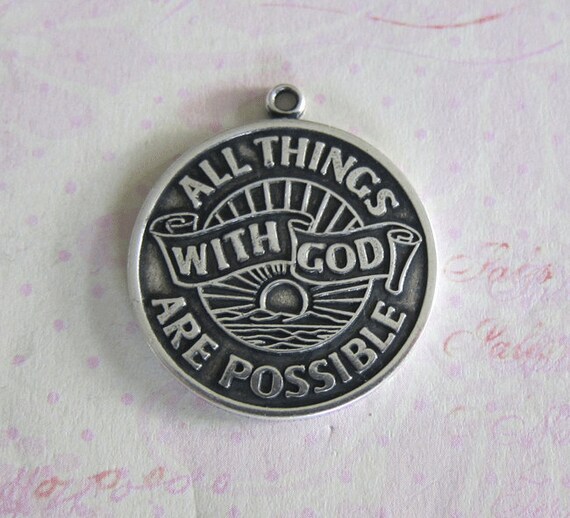 ALL THINGS
WITH GOD
ARE POSSIBLE